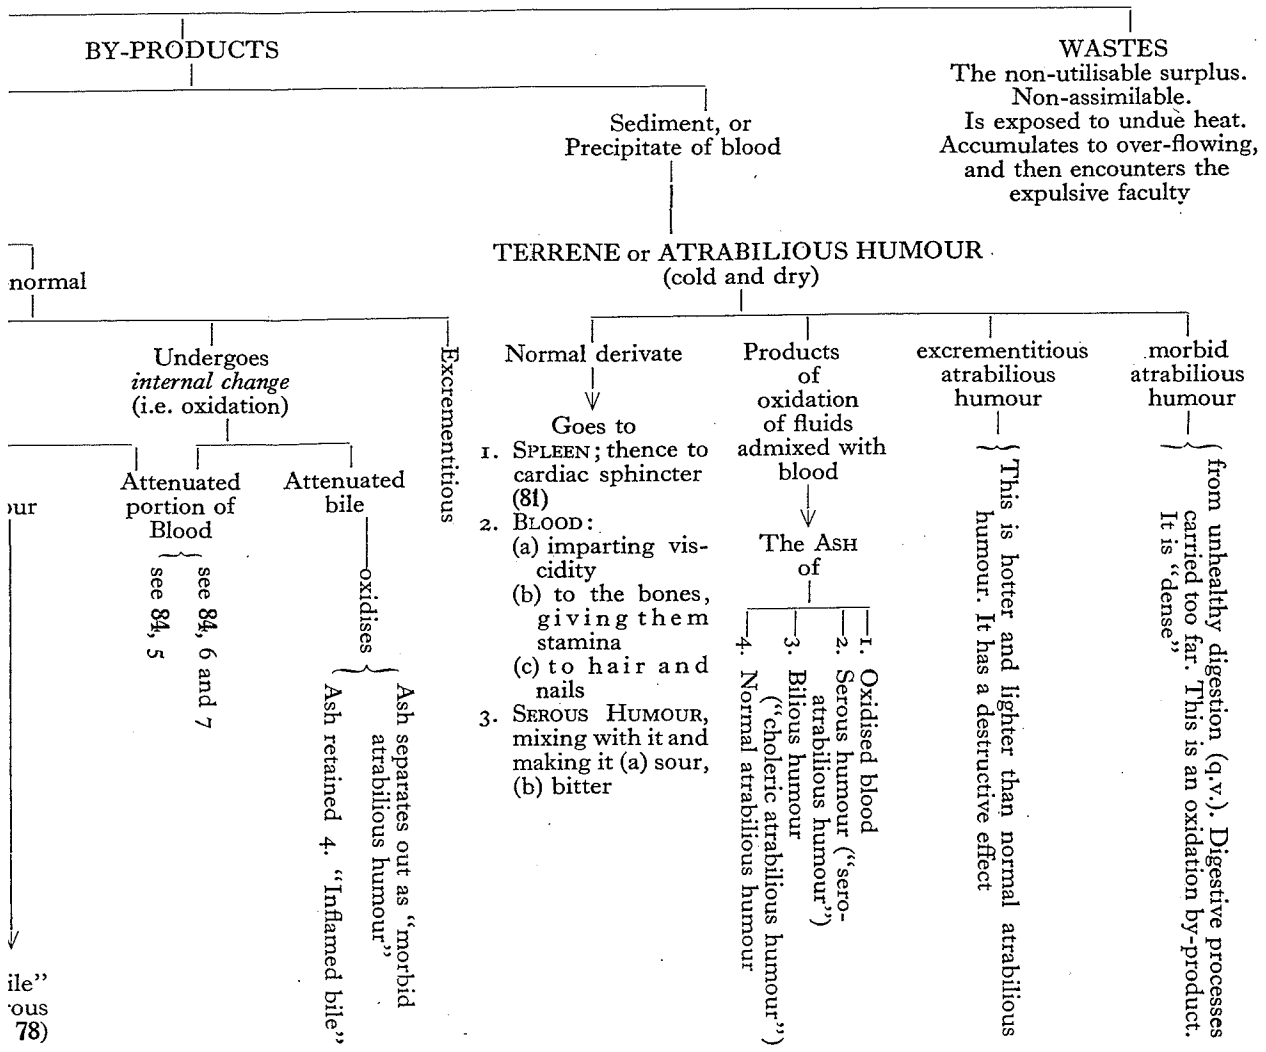 BY-PRODUCTS
WASTES
The non-utilisable surplus.
Non-assimilable.
Is exposed to undue heat.
Accumulates to over-flowing,
and then encounters the
expulsive faculty
Sediment, or
Precipitate of blood
TERRENE or ATRABILIOUS HUMOUR
(cold and dry)
normal
Undergoes
internal change
(i.e. oxidation)
Excrementitious
our
Attenuated
portion of
Blood
see 84, 6 and 7
see 84, 5
Attenuated
bile
oxidises
Ash separates out as “morbid
atrabilious humour”
Ash retained 4. “Inflamed bile”
ile”
rous
78)
Normal derivate
Goes to
1. SPLEEN; thence to
cardiac sphincter
(81)
2. BLOOD:
(a) imparting vis-
cidity
(b) to the bones,
giving them
stamina
(c) to hair and
nails
3. SEROUS HUMOUR,
mixing with it and
making it (a) sour,
(b) bitter
Products
of
oxidation
of fluids
admixed with
blood
The ASH
of
1. Oxidised blood
2. Serous humour (“sero-
atrabilious humour”)
3. Bilious humour
(“choleric atrabilious humour”)
4. Normal atrabilious humour
excrementitious
atrabilious
humour
This is hotter and lighter than normal atrabilious
humour. It has a destructive effect
morbid
atrabilious
humour
from unhealthy digestion (q.v.). Digestive processes
carried too far. This is an oxidation by-product.
It is “dense”